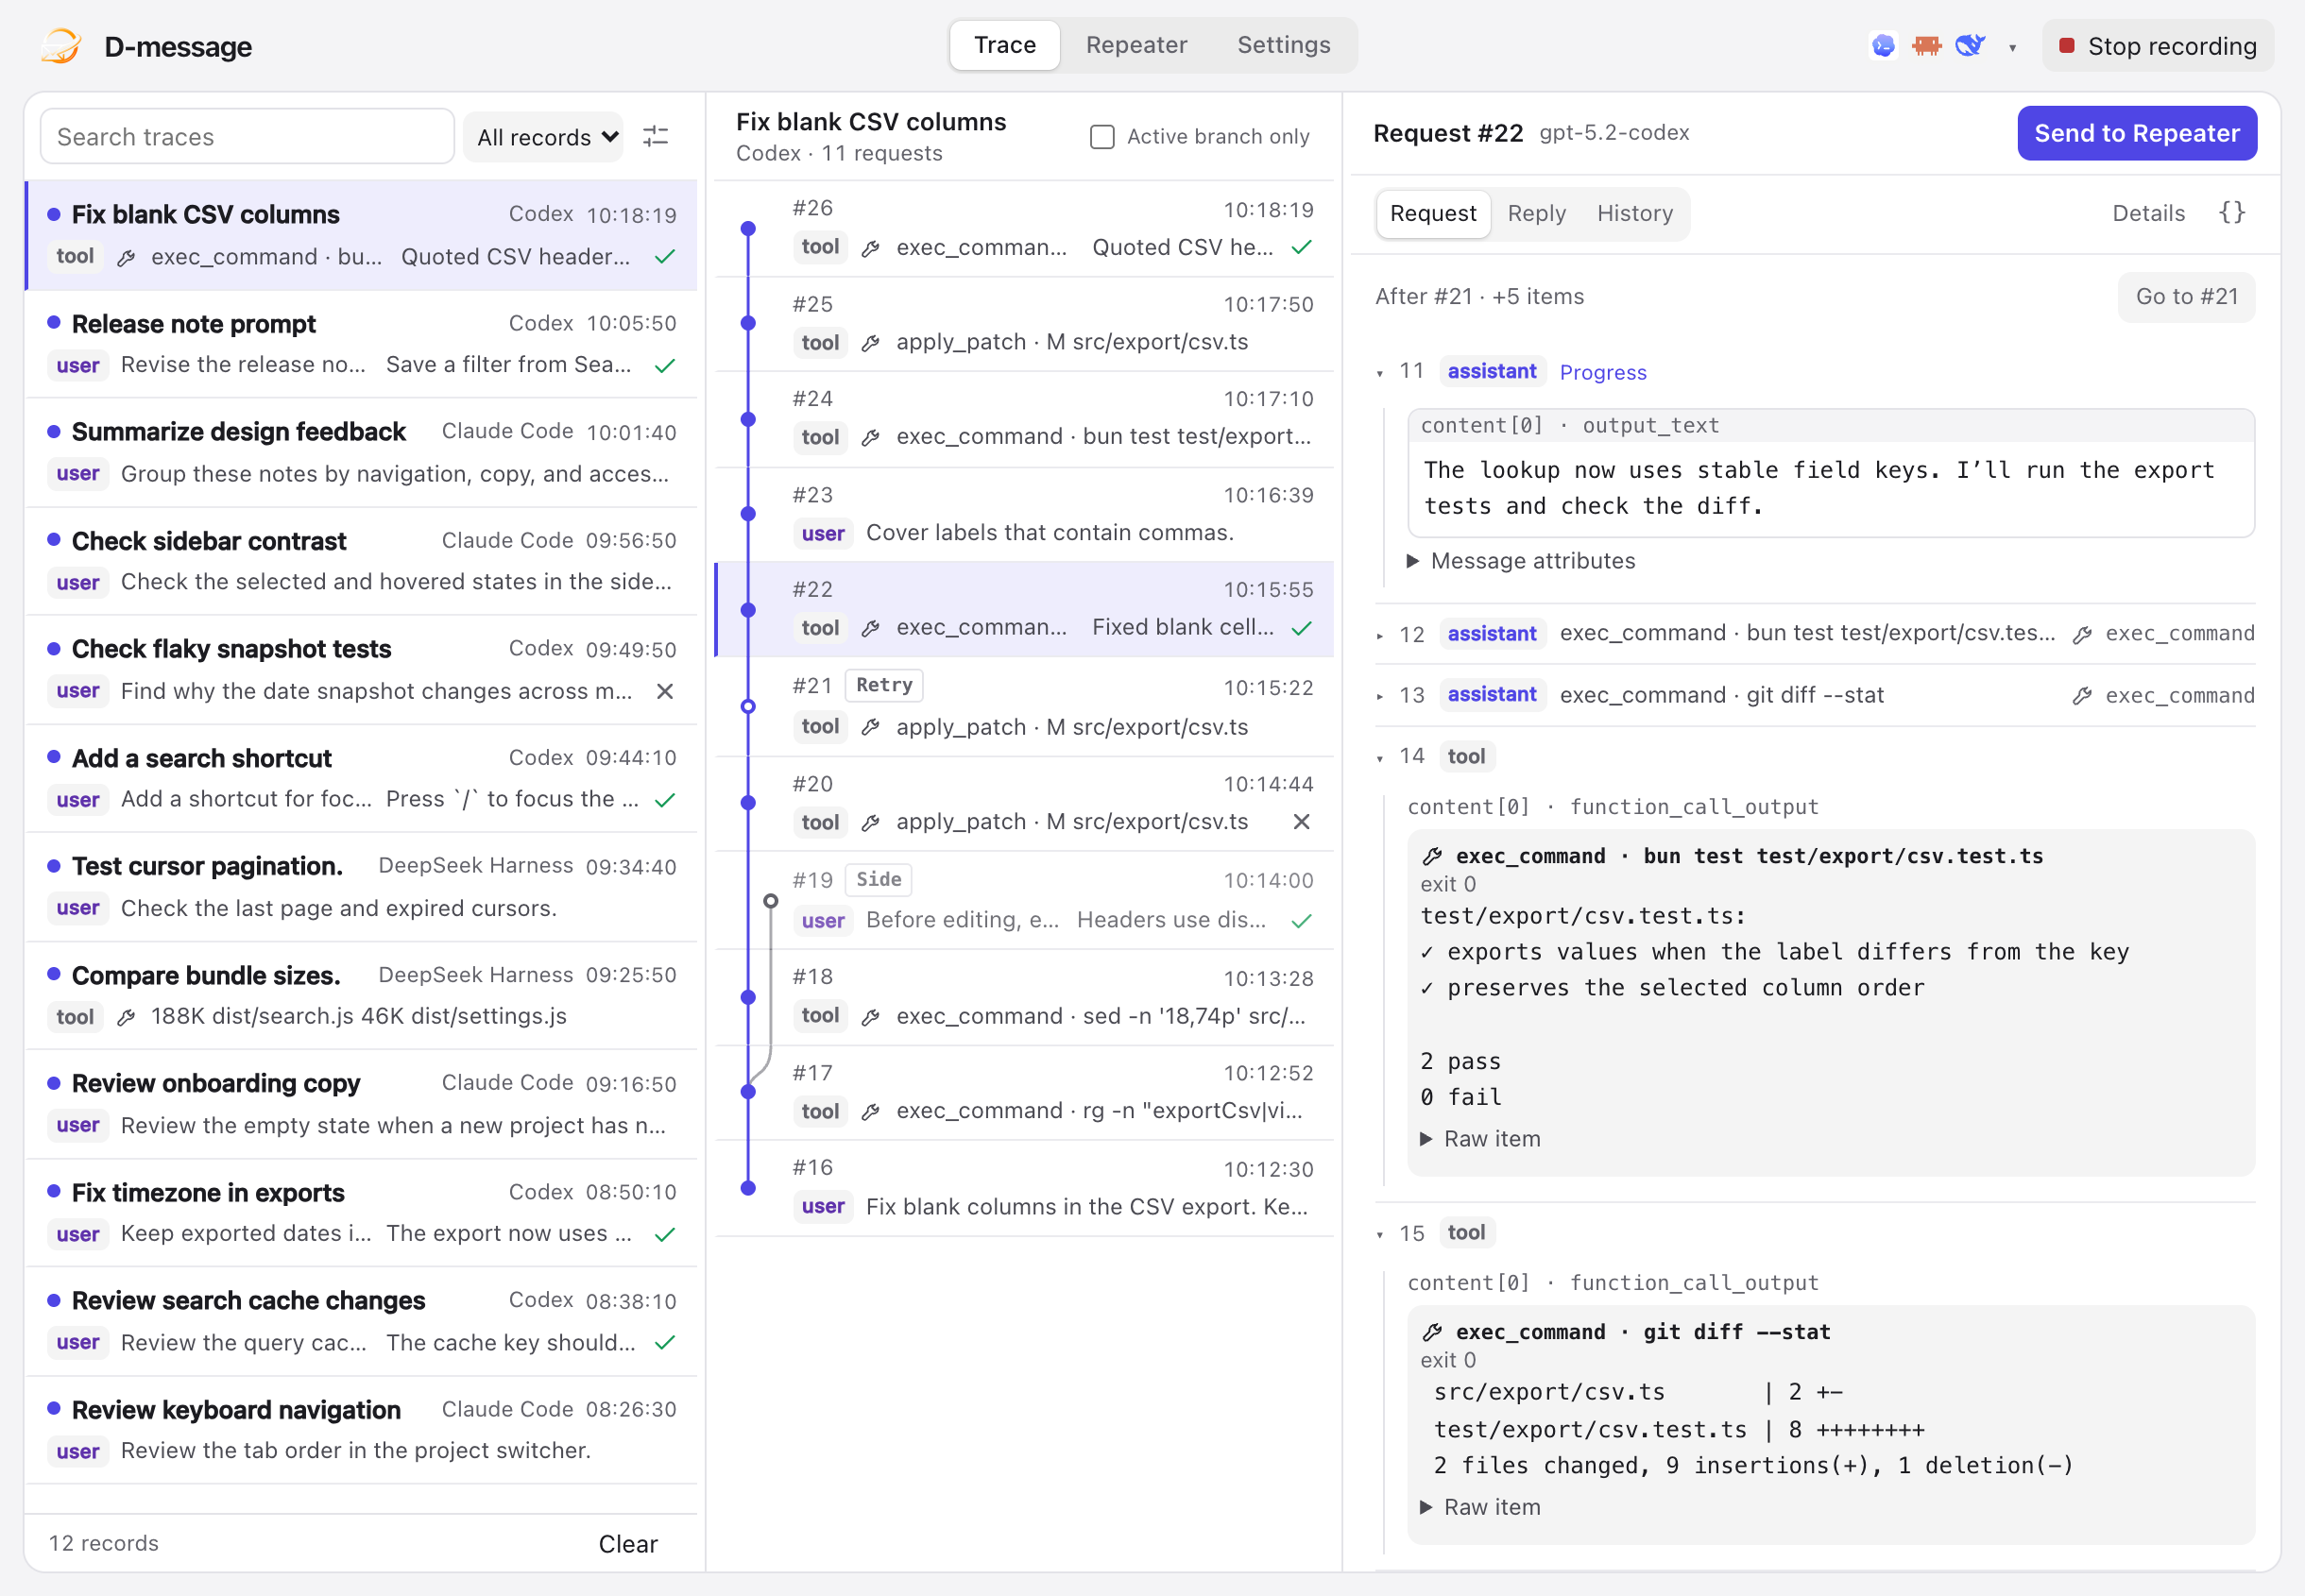 D-message
Trace Repeater Settings
Stop recording
Search traces
All records
Fix blank CSV columns Codex 10:18:19
tool exec_command · bu... Quoted CSV header...
Release note prompt Codex 10:05:50
user Revise the release no... Save a filter from Sea...
Summarize design feedback Claude Code 10:01:40
user Group these notes by navigation, copy, and acces...
Check sidebar contrast Claude Code 09:56:50
user Check the selected and hovered states in the side...
Check flaky snapshot tests Codex 09:49:50
user Find why the date snapshot changes across m...
Add a search shortcut Codex 09:44:10
user Add a shortcut for foc... Press `/` to focus the ...
Test cursor pagination. DeepSeek Harness 09:34:40
user Check the last page and expired cursors.
Compare bundle sizes. DeepSeek Harness 09:25:50
tool 188K dist/search.js 46K dist/settings.js
Review onboarding copy Claude Code 09:16:50
user Review the empty state when a new project has n...
Fix timezone in exports Codex 08:50:10
user Keep exported dates i... The export now uses ...
Review search cache changes Codex 08:38:10
user Review the query cac... The cache key should...
Review keyboard navigation Claude Code 08:26:30
user Review the tab order in the project switcher.
12 records Clear
Fix blank CSV columns
Codex · 11 requests
Active branch only
#26 10:18:19
tool exec_comman... Quoted CSV he...
#25 10:17:50
tool apply_patch · M src/export/csv.ts
#24 10:17:10
tool exec_command · bun test test/export...
#23 10:16:39
user Cover labels that contain commas.
#22 10:15:55
tool exec_comman... Fixed blank cell...
#21 Retry 10:15:22
tool apply_patch · M src/export/csv.ts
#20 10:14:44
tool apply_patch · M src/export/csv.ts
#19 Side 10:14:00
user Before editing, e... Headers use dis...
#18 10:13:28
tool exec_command · sed -n '18,74p' src/...
#17 10:12:52
tool exec_command · rg -n "exportCsv|vi...
#16 10:12:30
user Fix blank columns in the CSV export. Ke...
Request #22 gpt-5.2-codex
Send to Repeater
Request Reply History
Details {}
After #21 · +5 items
Go to #21
11 assistant Progress
content[0] · output_text
The lookup now uses stable field keys. I’ll run the export
tests and check the diff.
Message attributes
12 assistant exec_command · bun test test/export/csv.tes... exec_command
13 assistant exec_command · git diff --stat exec_command
14 tool
content[0] · function_call_output
exec_command · bun test test/export/csv.test.ts
exit 0
test/export/csv.test.ts:
✓ exports values when the label differs from the key
✓ preserves the selected column order
2 pass
0 fail
Raw item
15 tool
content[0] · function_call_output
exec_command · git diff --stat
exit 0
src/export/csv.ts | 2 +-
test/export/csv.test.ts | 8 ++++++++
2 files changed, 9 insertions(+), 1 deletion(-)
Raw item